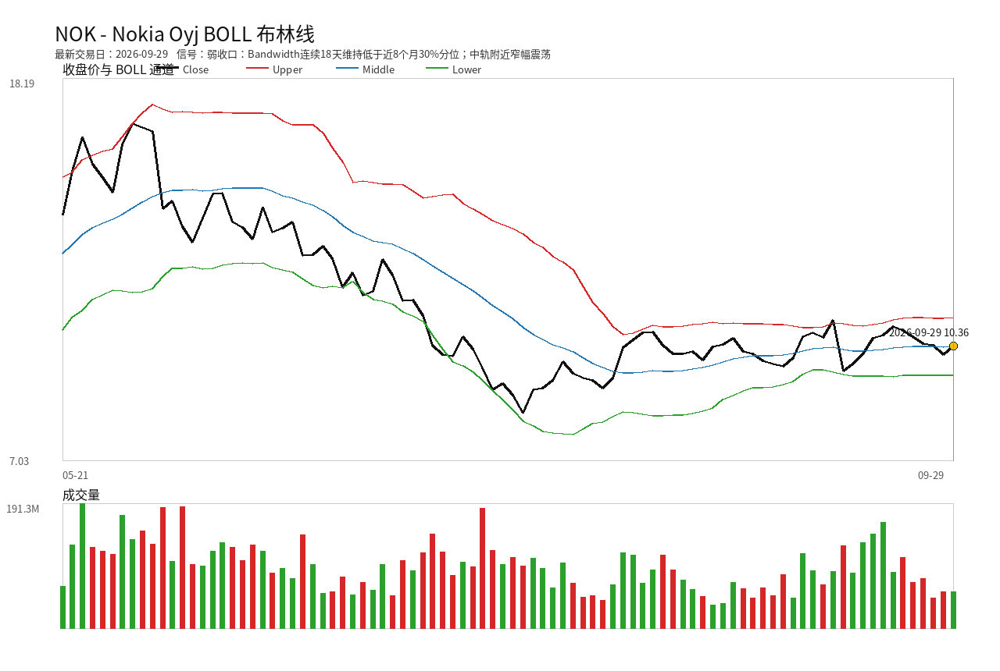 NOK - Nokia Oyj BOLL 布林线
最新交易日：2026-09-29 信号：弱收口：Bandwidth连续18天维持低于近8个月30%分位；中轨附近窄幅震荡
收盘价与 BOLL 通道 Close Upper Middle Lower
18.19
2026-09-29 10.36
7.03
05-21 09-29
成交量
191.3M